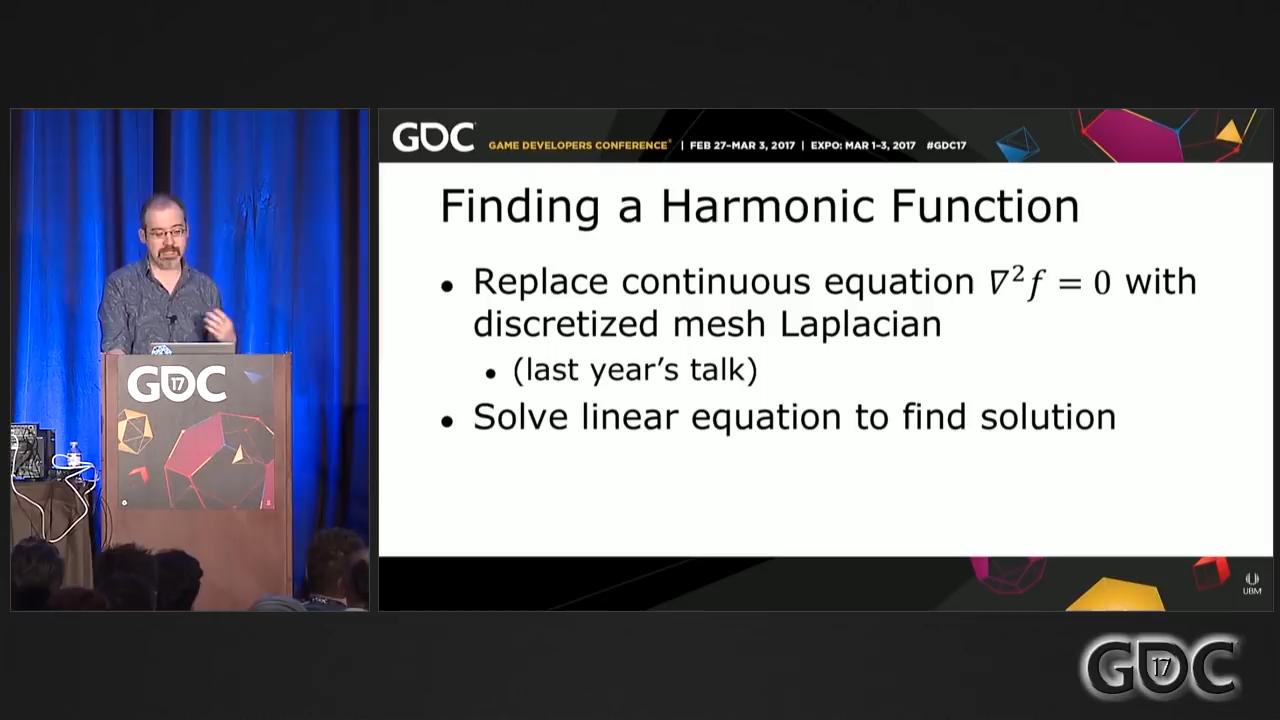 GDC
GAME DEVELOPERS CONFERENCE® | FEB 27–MAR 3, 2017 | EXPO: MAR 1–3, 2017 #GDC17
Finding a Harmonic Function
• Replace continuous equation ∇²f = 0 with
discretized mesh Laplacian
• (last year’s talk)
• Solve linear equation to find solution
GDC
17
UBM
GDC
17